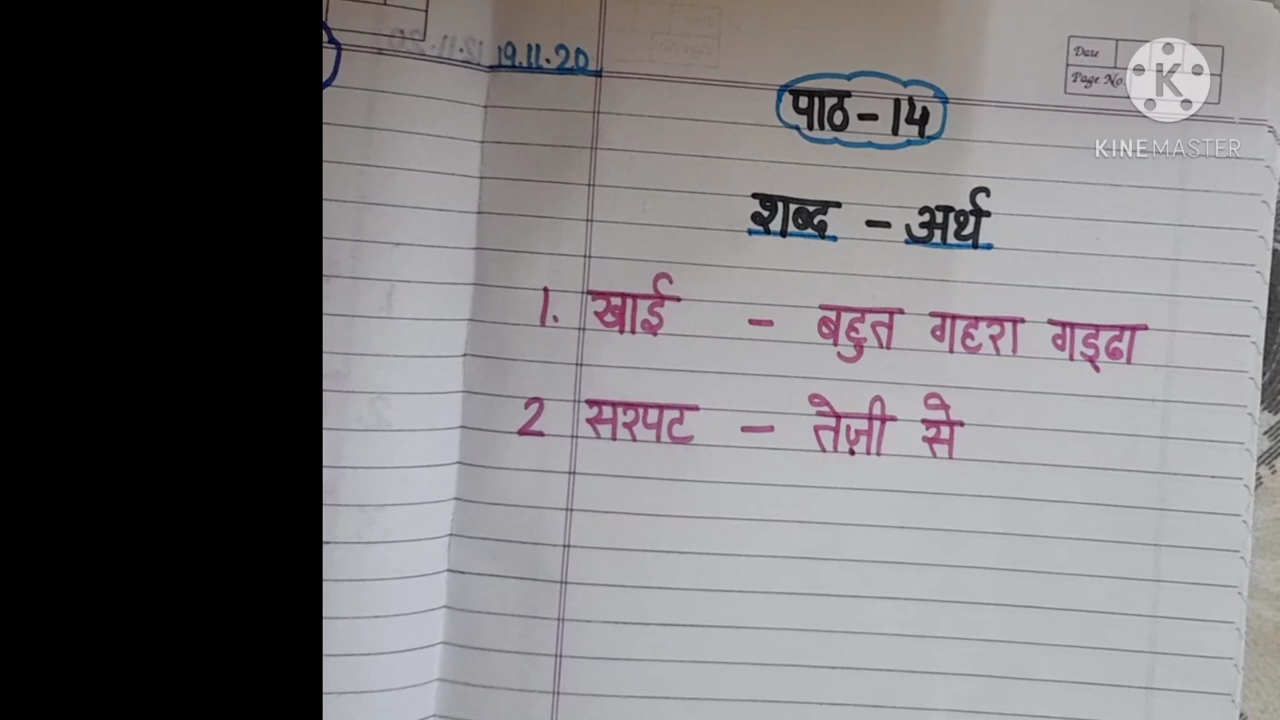 19.11.20
Date
Page No.
K
KINEMASTER
पाठ - 14
शब्द - अर्थ
1. खाई - बहुत गहरा गड्ढा
2 सरपट - तेज़ी से